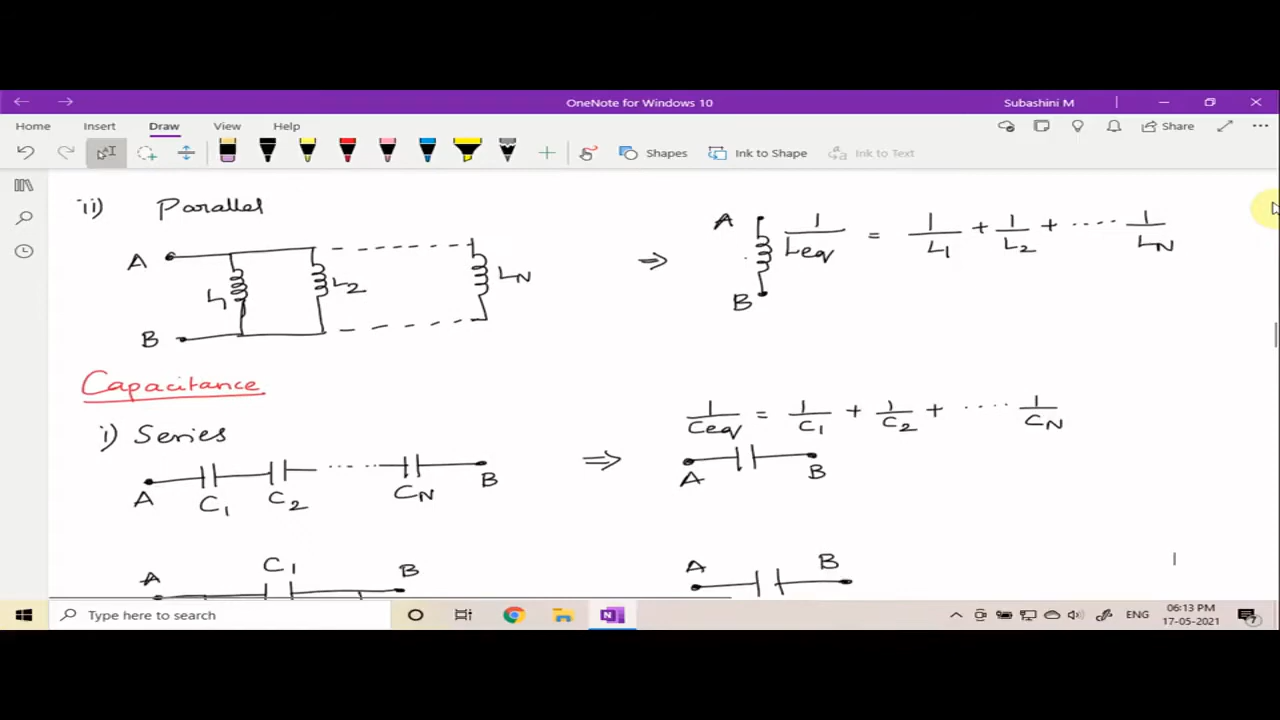 OneNote for Windows 10
Subashini M
Home Insert Draw View Help
Share
Shapes Ink to Shape Ink to Text
ii) Parallel
A L1 L2 LN B
⇒ A B 1/Leq = 1/L1 + 1/L2 + ..... 1/LN
Capacitance
i) Series
A C1 C2 ..... CN B
⇒ 1/Ceq = 1/C1 + 1/C2 + ..... 1/CN
A B
A C1 B
A B
Type here to search
ENG
06:13 PM
17-05-2021
7